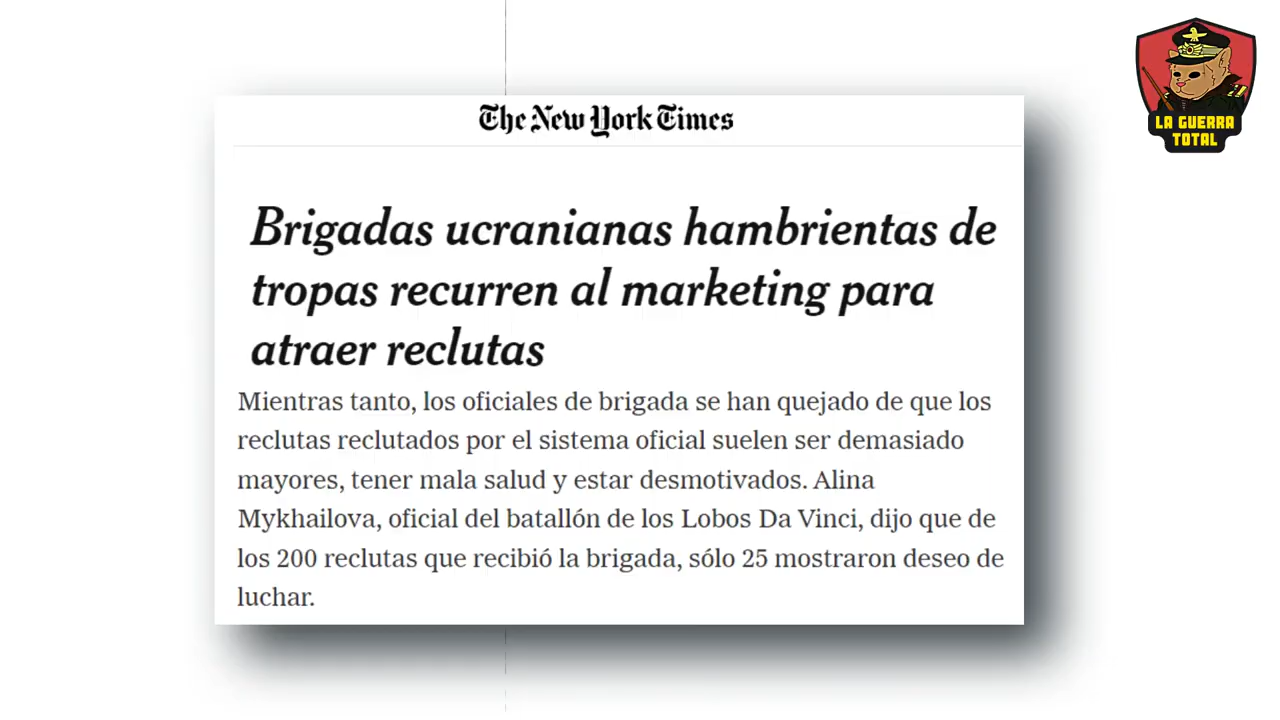 The New York Times
LA GUERRA
TOTAL
Brigadas ucranianas hambrientas de
tropas recurren al marketing para
atraer reclutas
Mientras tanto, los oficiales de brigada se han quejado de que los
reclutas reclutados por el sistema oficial suelen ser demasiado
mayores, tener mala salud y estar desmotivados. Alina
Mykhailova, oficial del batallón de los Lobos Da Vinci, dijo que de
los 200 reclutas que recibió la brigada, sólo 25 mostraron deseo de
luchar.